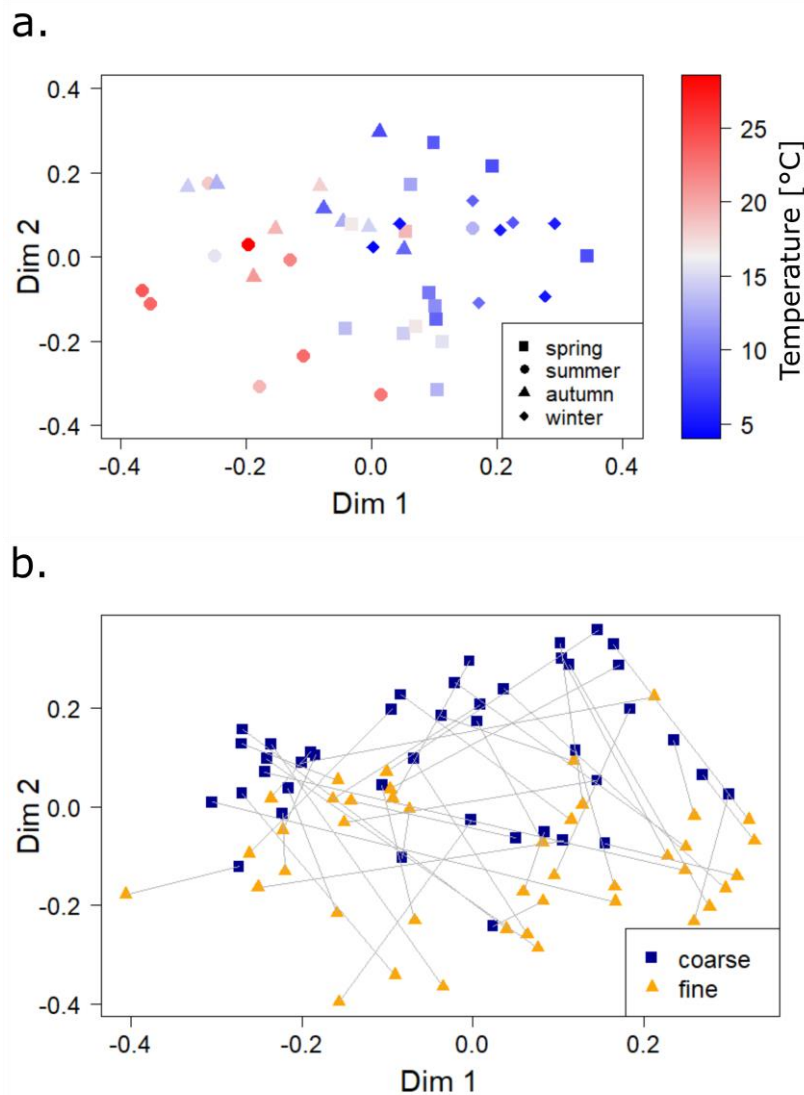 a.
0.4
0.2
0.0
-0.2
-0.4
Dim 2
-0.4 -0.2 0.0 0.2 0.4
Dim 1
spring
summer
autumn
winter
25
20
15
10
5
Temperature [°C]
b.
0.2
0.0
-0.2
-0.4
Dim 2
-0.4 -0.2 0.0 0.2
Dim 1
coarse
fine